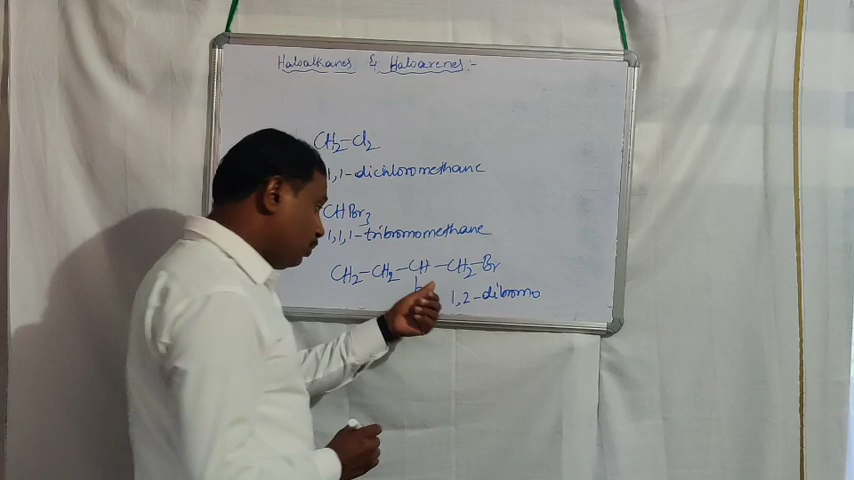 Haloalkanes & Haloarenes:-
CH2-Cl2
1,1-dichloromethane
CHBr3
1,1,1-tribromomethane
CH2-CH2-CH-CH2-Br
1,2-dibromo